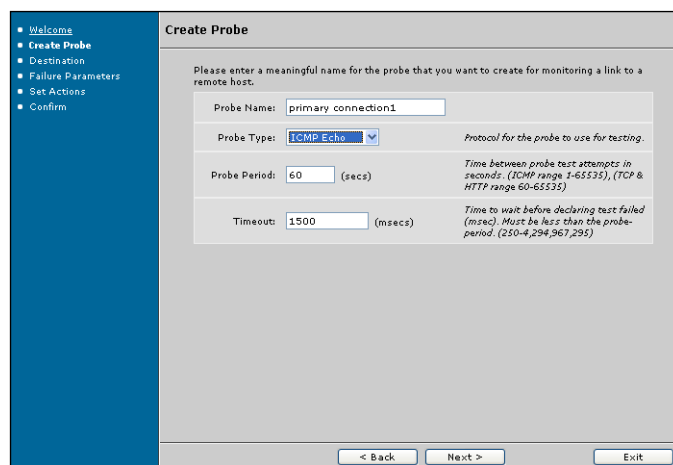 Welcome
Create Probe
Destination
Failure Parameters
Set Actions
Confirm
Create Probe
Please enter a meaningful name for the probe that you want to create for monitoring a link to a
remote host.
Probe Name: primary connection1
Probe Type: ICMP Echo
Protocol for the probe to use for testing.
Probe Period: 60 (secs)
Time between probe test attempts in
seconds. (ICMP range 1-65535), (TCP &
HTTP range 60-65535)
Timeout: 1500 (msecs)
Time to wait before declaring test failed
(msec). Must be less than the probe-
period. (250-4,294,967,295)
< Back
Next >
Exit